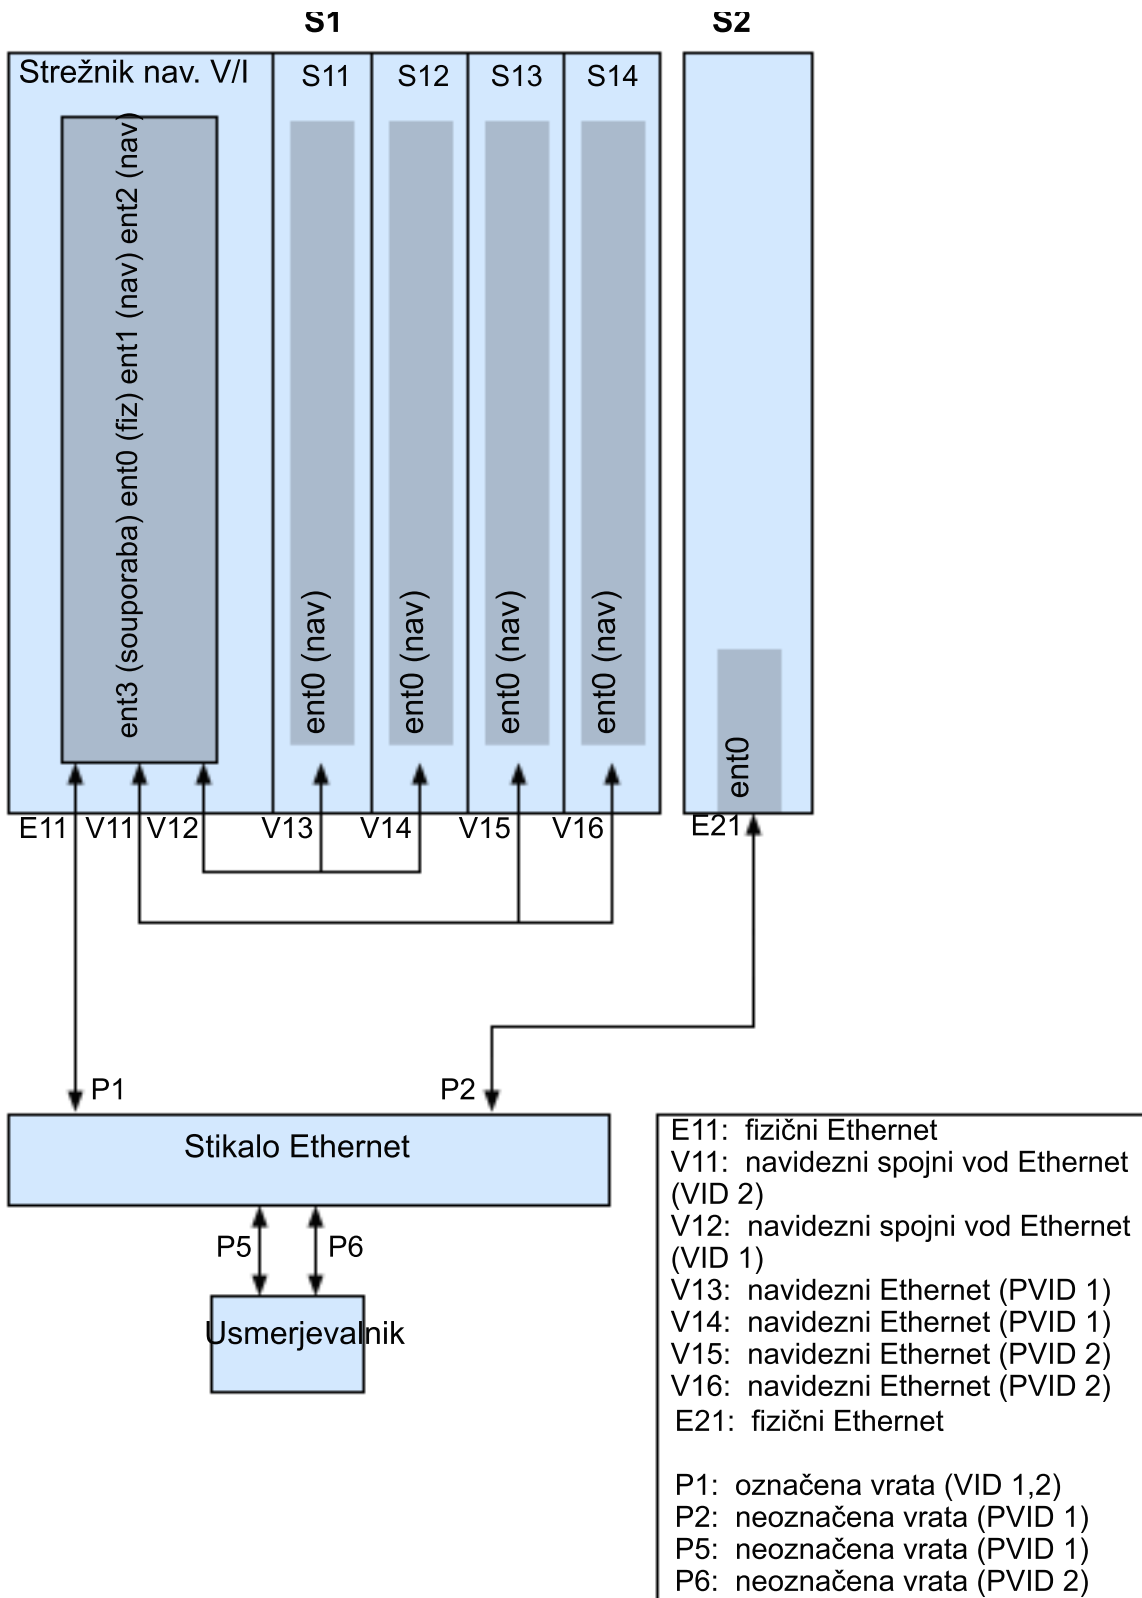 S1
S2
Strežnik nav. V/I
S11
S12
S13
S14
ent3 (souporaba) ent0 (fiz) ent1 (nav) ent2 (nav)
ent0 (nav)
ent0 (nav)
ent0 (nav)
ent0 (nav)
ent0
E11
V11
V12
V13
V14
V15
V16
E21
P1
P2
Stikalo Ethernet
P5
P6
Usmerjevalnik
E11: fizični Ethernet
V11: navidezni spojni vod Ethernet
(VID 2)
V12: navidezni spojni vod Ethernet
(VID 1)
V13: navidezni Ethernet (PVID 1)
V14: navidezni Ethernet (PVID 1)
V15: navidezni Ethernet (PVID 2)
V16: navidezni Ethernet (PVID 2)
E21: fizični Ethernet
P1: označena vrata (VID 1,2)
P2: neoznačena vrata (PVID 1)
P5: neoznačena vrata (PVID 1)
P6: neoznačena vrata (PVID 2)